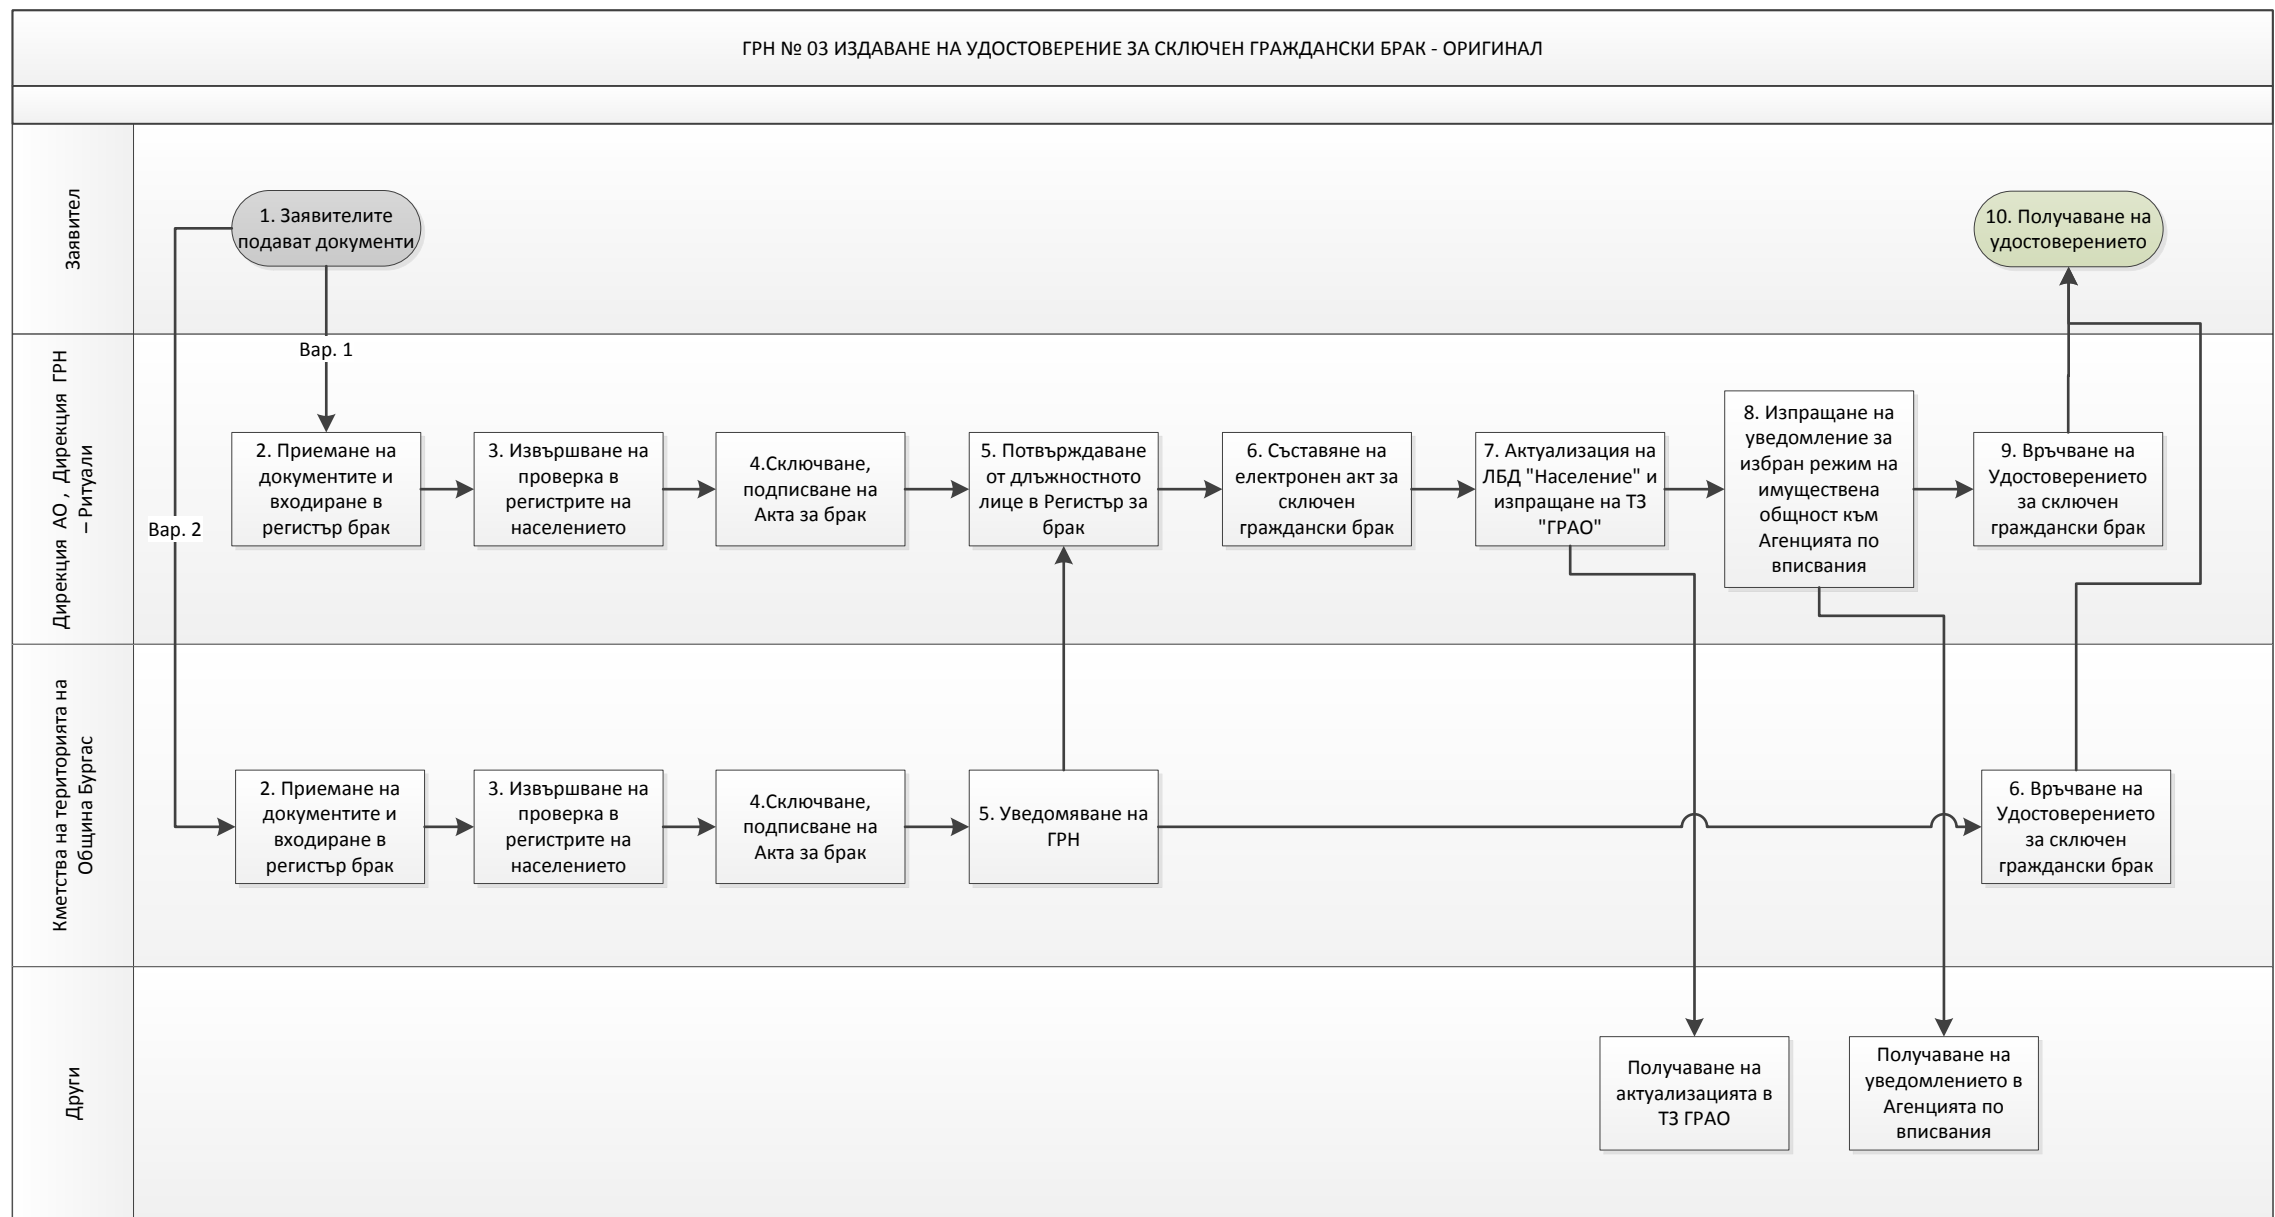 ГРН № 03 ИЗДАВАНЕ НА УДОСТОВЕРЕНИЕ ЗА СКЛЮЧЕН ГРАЖДАНСКИ БРАК - ОРИГИНАЛ
Заявител
1. Заявителите
подават документи
10. Получаване на
удостоверението
Дирекция АО , Дирекция ГРН
– Ритуали
Вар. 1
Вар. 2
2. Приемане на
документите и
входиране в
регистър брак
3. Извършване на
проверка в
регистрите на
населението
4.Сключване,
подписване на
Акта за брак
5. Потвърждаване
от длъжностното
лице в Регистър за
брак
6. Съставяне на
електронен акт за
сключен
граждански брак
7. Актуализация на
ЛБД "Население" и
изпращане на ТЗ
"ГРАО"
8. Изпращане на
уведомление за
избран режим на
имуществена
общност към
Агенцията по
вписвания
9. Връчване на
Удостоверението
за сключен
граждански брак
Кметства на територията на
Община Бургас
2. Приемане на
документите и
входиране в
регистър брак
3. Извършване на
проверка в
регистрите на
населението
4.Сключване,
подписване на
Акта за брак
5. Уведомяване на
ГРН
6. Връчване на
Удостоверението
за сключен
граждански брак
Други
Получаване на
актуализацията в
ТЗ ГРАО
Получаване на
уведомлението в
Агенцията по
вписвания